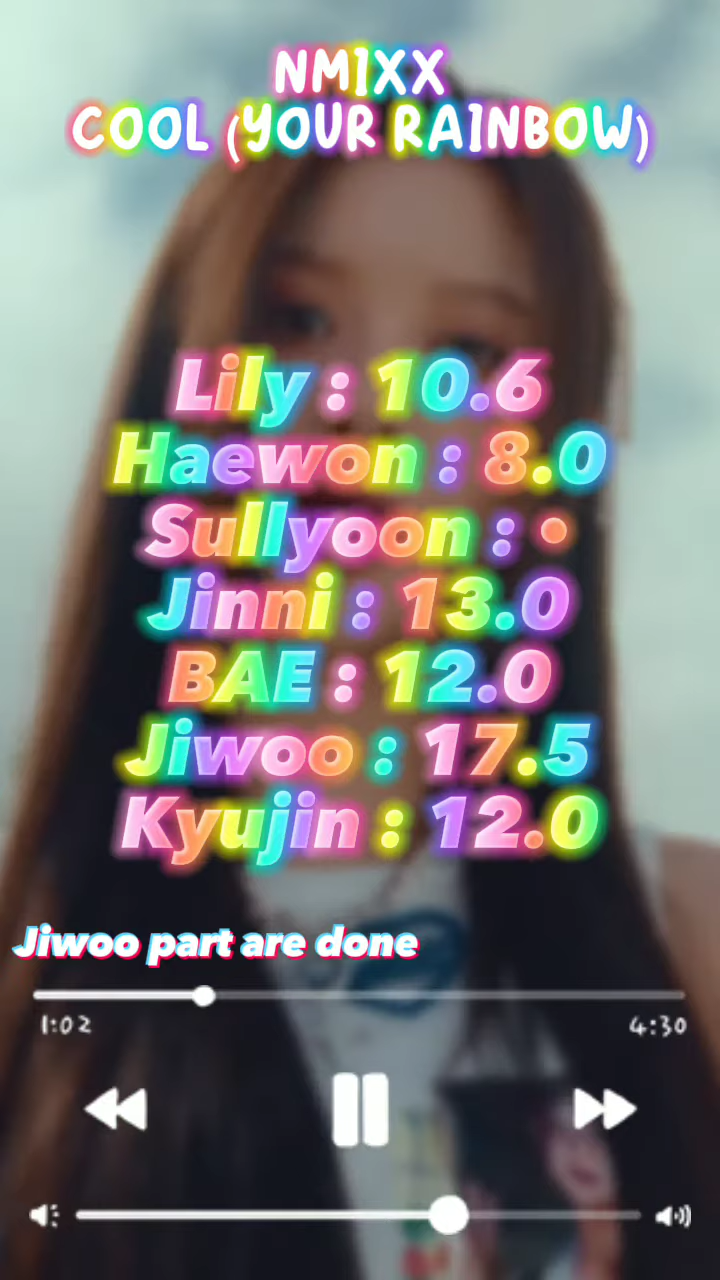 NMIXX
COOL (YOUR RAINBOW)
Lily : 10.6
Haewon : 8.0
Sullyoon : •
Jinni : 13.0
BAE : 12.0
Jiwoo : 17.5
Kyujin : 12.0
Jiwoo part are done
1:02 4:30